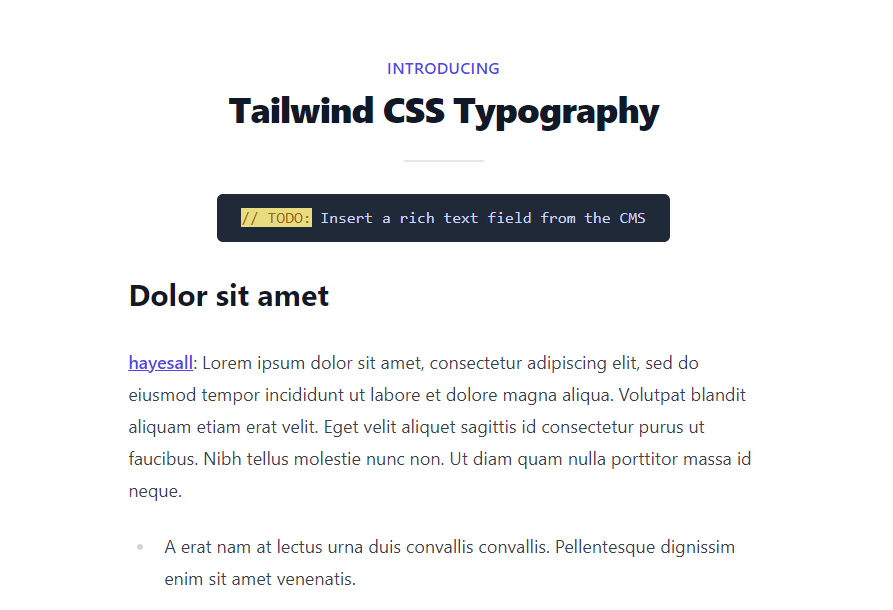 INTRODUCING
Tailwind CSS Typography
// TODO: Insert a rich text field from the CMS
Dolor sit amet
hayesall: Lorem ipsum dolor sit amet, consectetur adipiscing elit, sed do
eiusmod tempor incididunt ut labore et dolore magna aliqua. Volutpat blandit
aliquam etiam erat velit. Eget velit aliquet sagittis id consectetur purus ut
faucibus. Nibh tellus molestie nunc non. Ut diam quam nulla porttitor massa id
neque.
A erat nam at lectus urna duis convallis convallis. Pellentesque dignissim
enim sit amet venenatis.